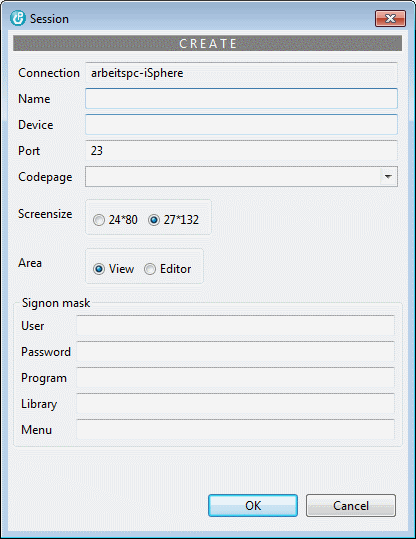 Session
CREATE
Connection arbeitspc-iSphere
Name
Device
Port 23
Codepage
Screensize 24*80 27*132
Area View Editor
Signon mask
User
Password
Program
Library
Menu
OK Cancel